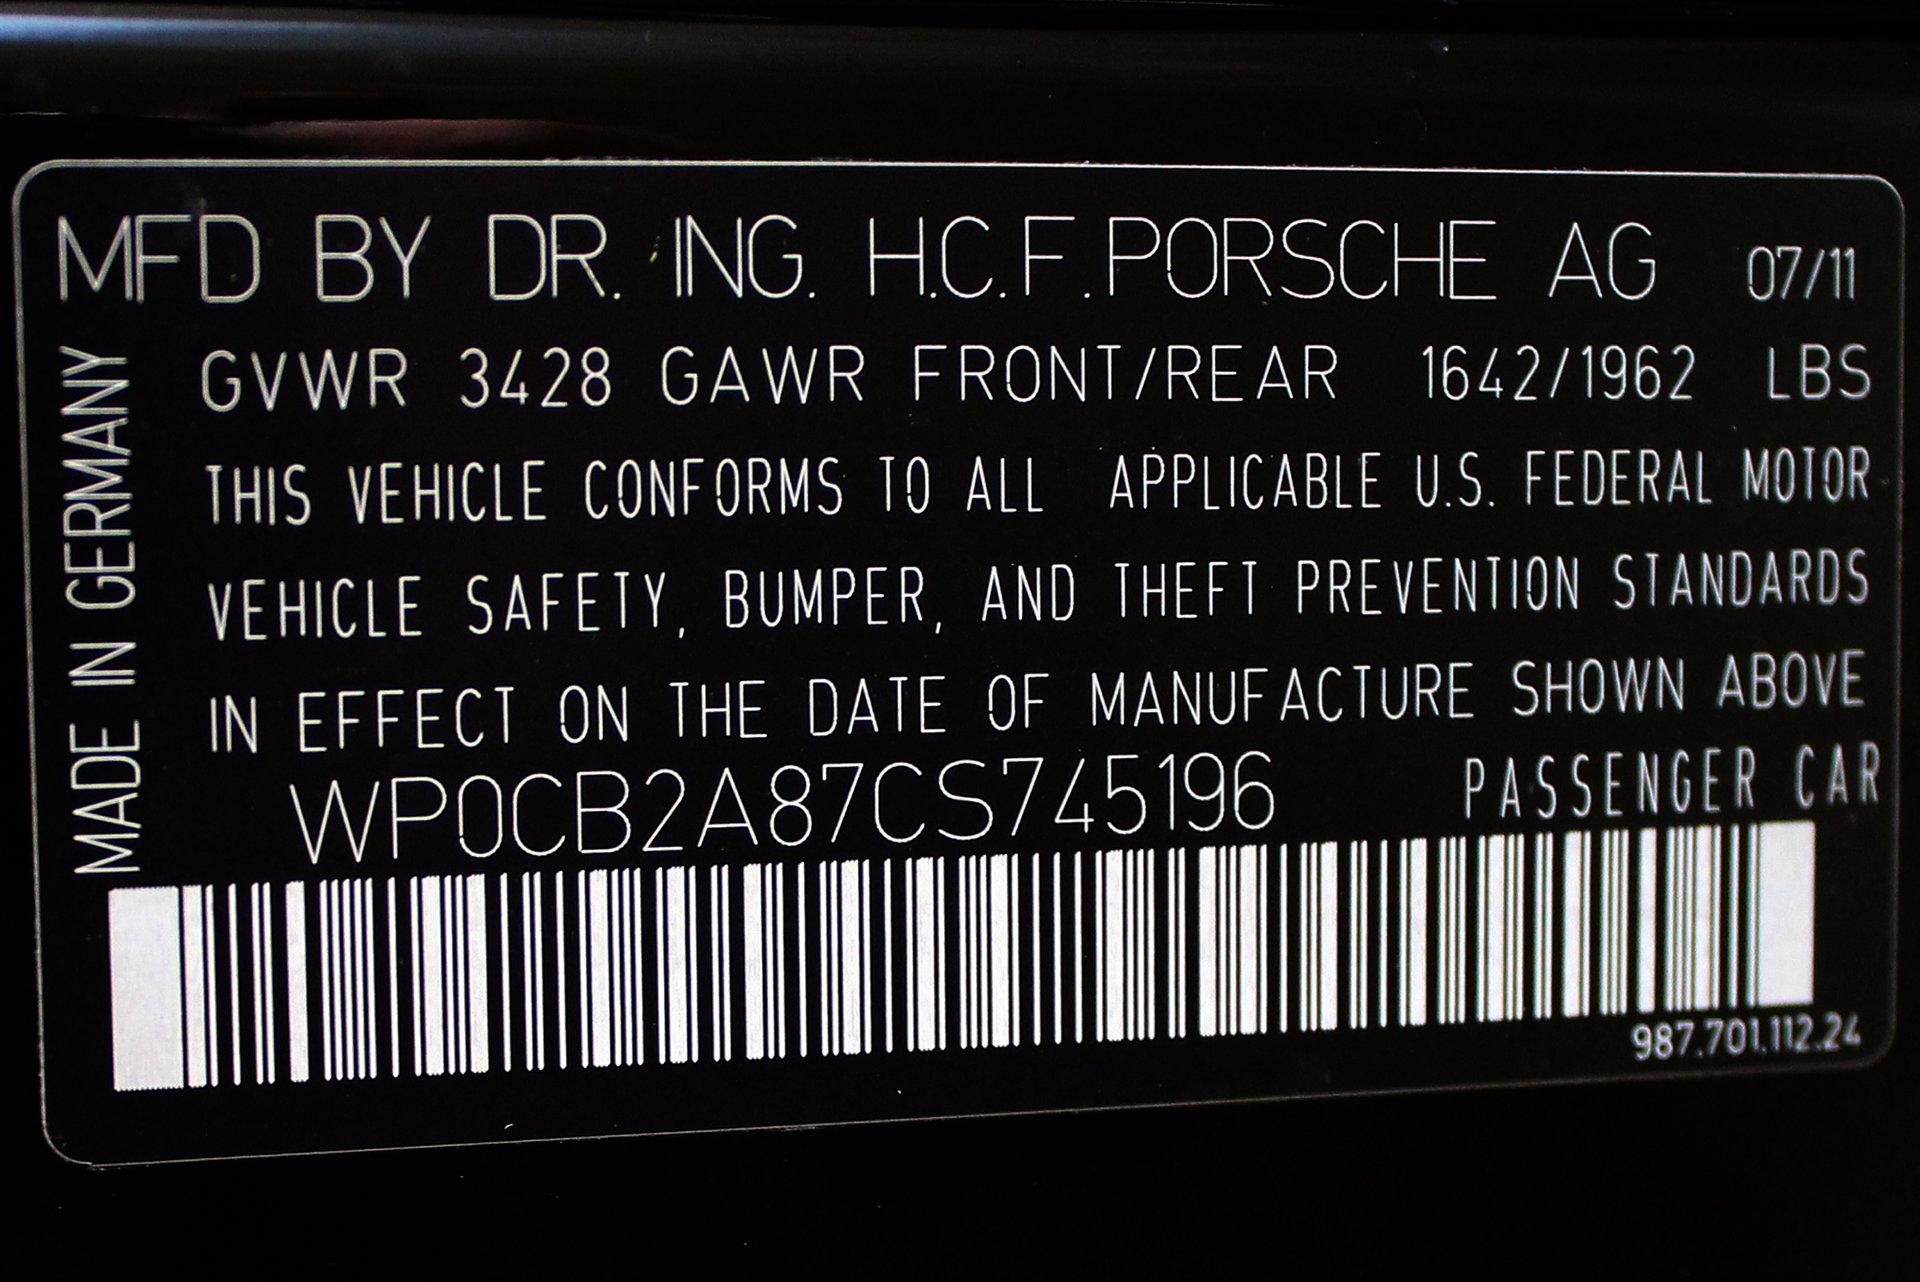 MFD BY DR. ING. H.C.F.PORSCHE AG 07/11
GVWR 3428 GAWR FRONT/REAR 1642/1962 LBS
THIS VEHICLE CONFORMS TO ALL APPLICABLE U.S. FEDERAL MOTOR
VEHICLE SAFETY, BUMPER, AND THEFT PREVENTION STANDARDS
IN EFFECT ON THE DATE OF MANUFACTURE SHOWN ABOVE
WP0CB2A87CS745196 PASSENGER CAR
987.701.112.24
MADE IN GERMANY